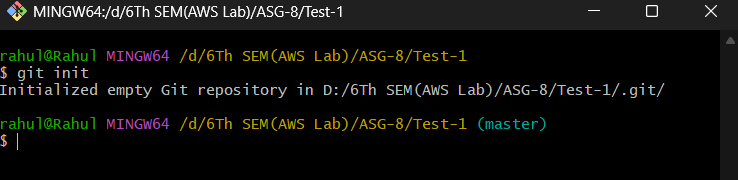 MINGW64:/d/6Th SEM(AWS Lab)/ASG-8/Test-1
rahul@Rahul MINGW64 /d/6Th SEM(AWS Lab)/ASG-8/Test-1
$ git init
Initialized empty Git repository in D:/6Th SEM(AWS Lab)/ASG-8/Test-1/.git/
rahul@Rahul MINGW64 /d/6Th SEM(AWS Lab)/ASG-8/Test-1 (master)
$